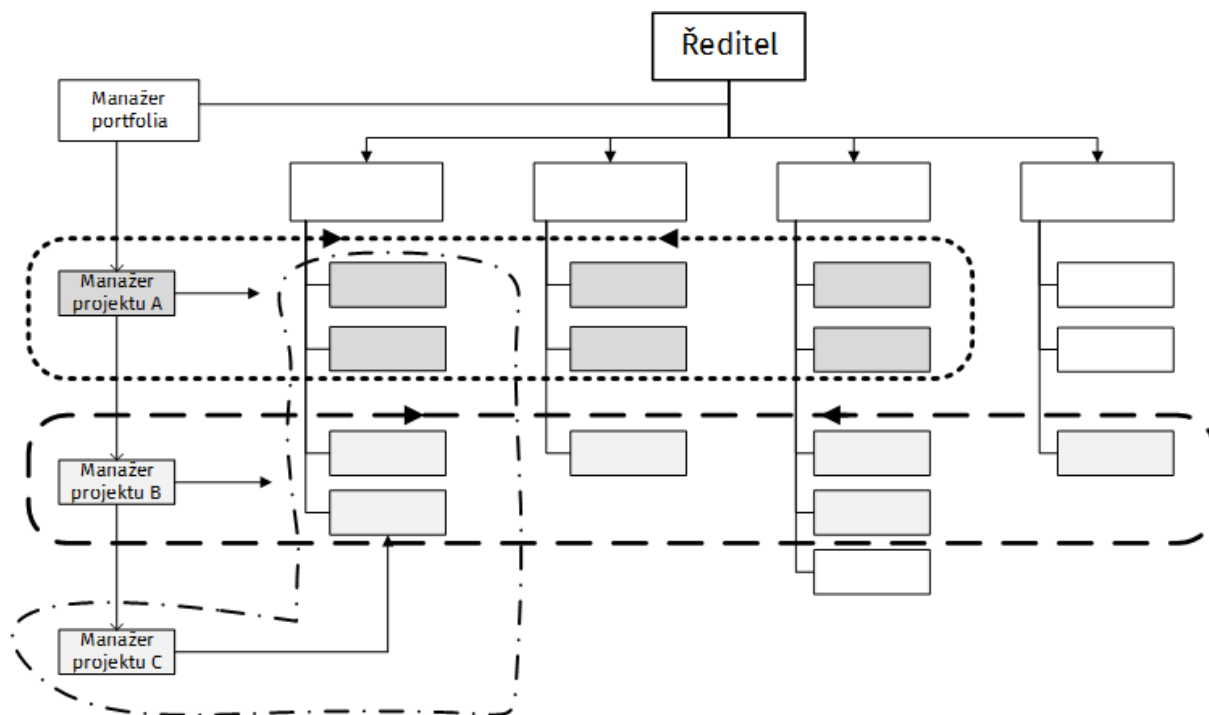 Ředitel
Manažer
portfolia
Manažer
projektu A
Manažer
projektu B
Manažer
projektu C